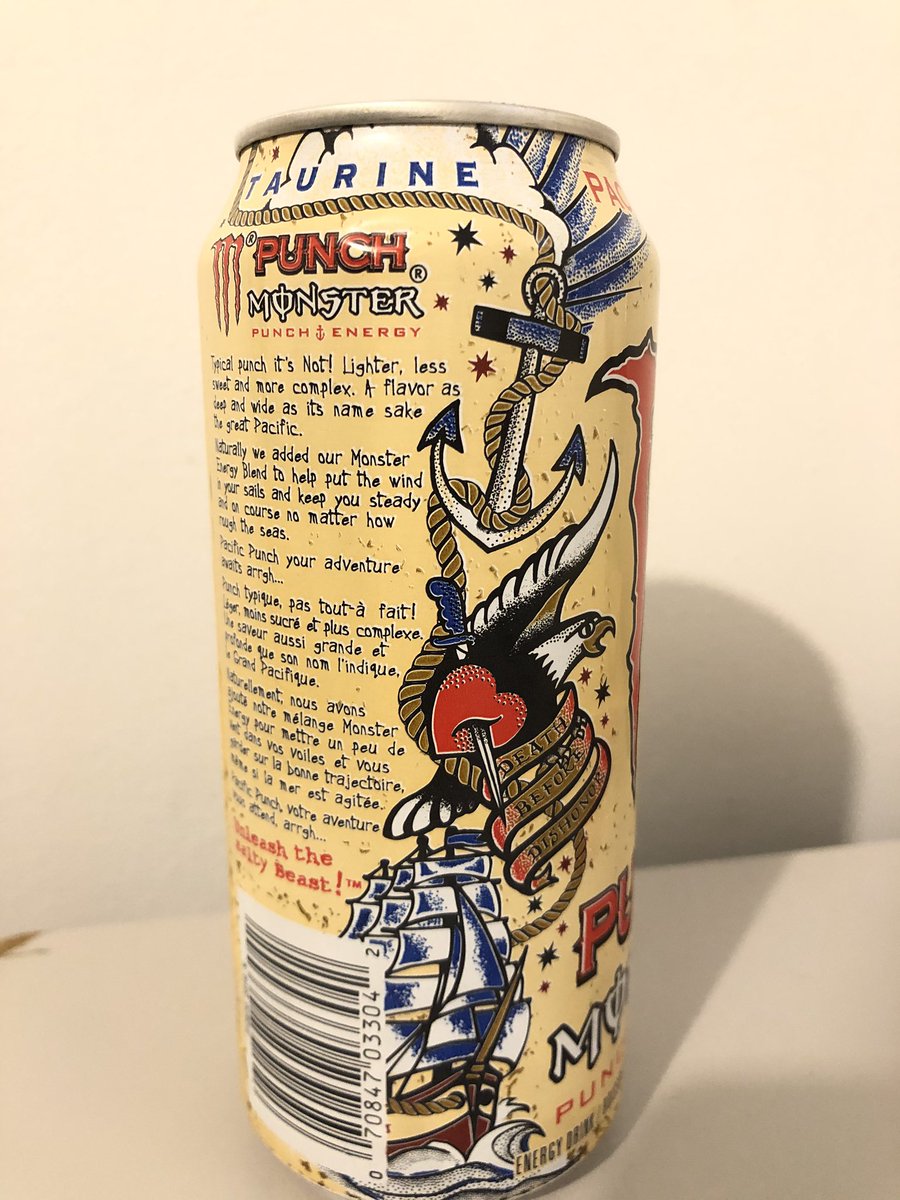 TAURINE
PAC
PUNCH®
MONSTER®
PUNCH ENERGY
Typical punch it's Not! Lighter, less
sweet and more complex. A flavor as
deep and wide as its name sake
the great Pacific.
Naturally we added our Monster
Energy Blend to help put the wind
in your sails and keep you steady
and on course no matter how
rough the seas.
Pacific Punch your adventure
awaits arrgh...
Punch typique, pas tout-à fait!
Léger, moins sucré et plus complexe.
Une saveur aussi grande et
profonde que son nom l'indique,
le Grand Pacifique.
Naturellement, nous avons
ajouté notre mélange Monster
Energy pour mettre un peu de
vent dans vos voiles et vous
garder sur la bonne trajectoire,
même si la mer est agitée.
Pacific Punch, votre aventure
vous attend, arrgh...
Unleash the
Salty Beast!™
DEATH
BEFORE
DISHONOR
0 70847 03304 2
PU
MON
PUNC
ENERGY DRINK